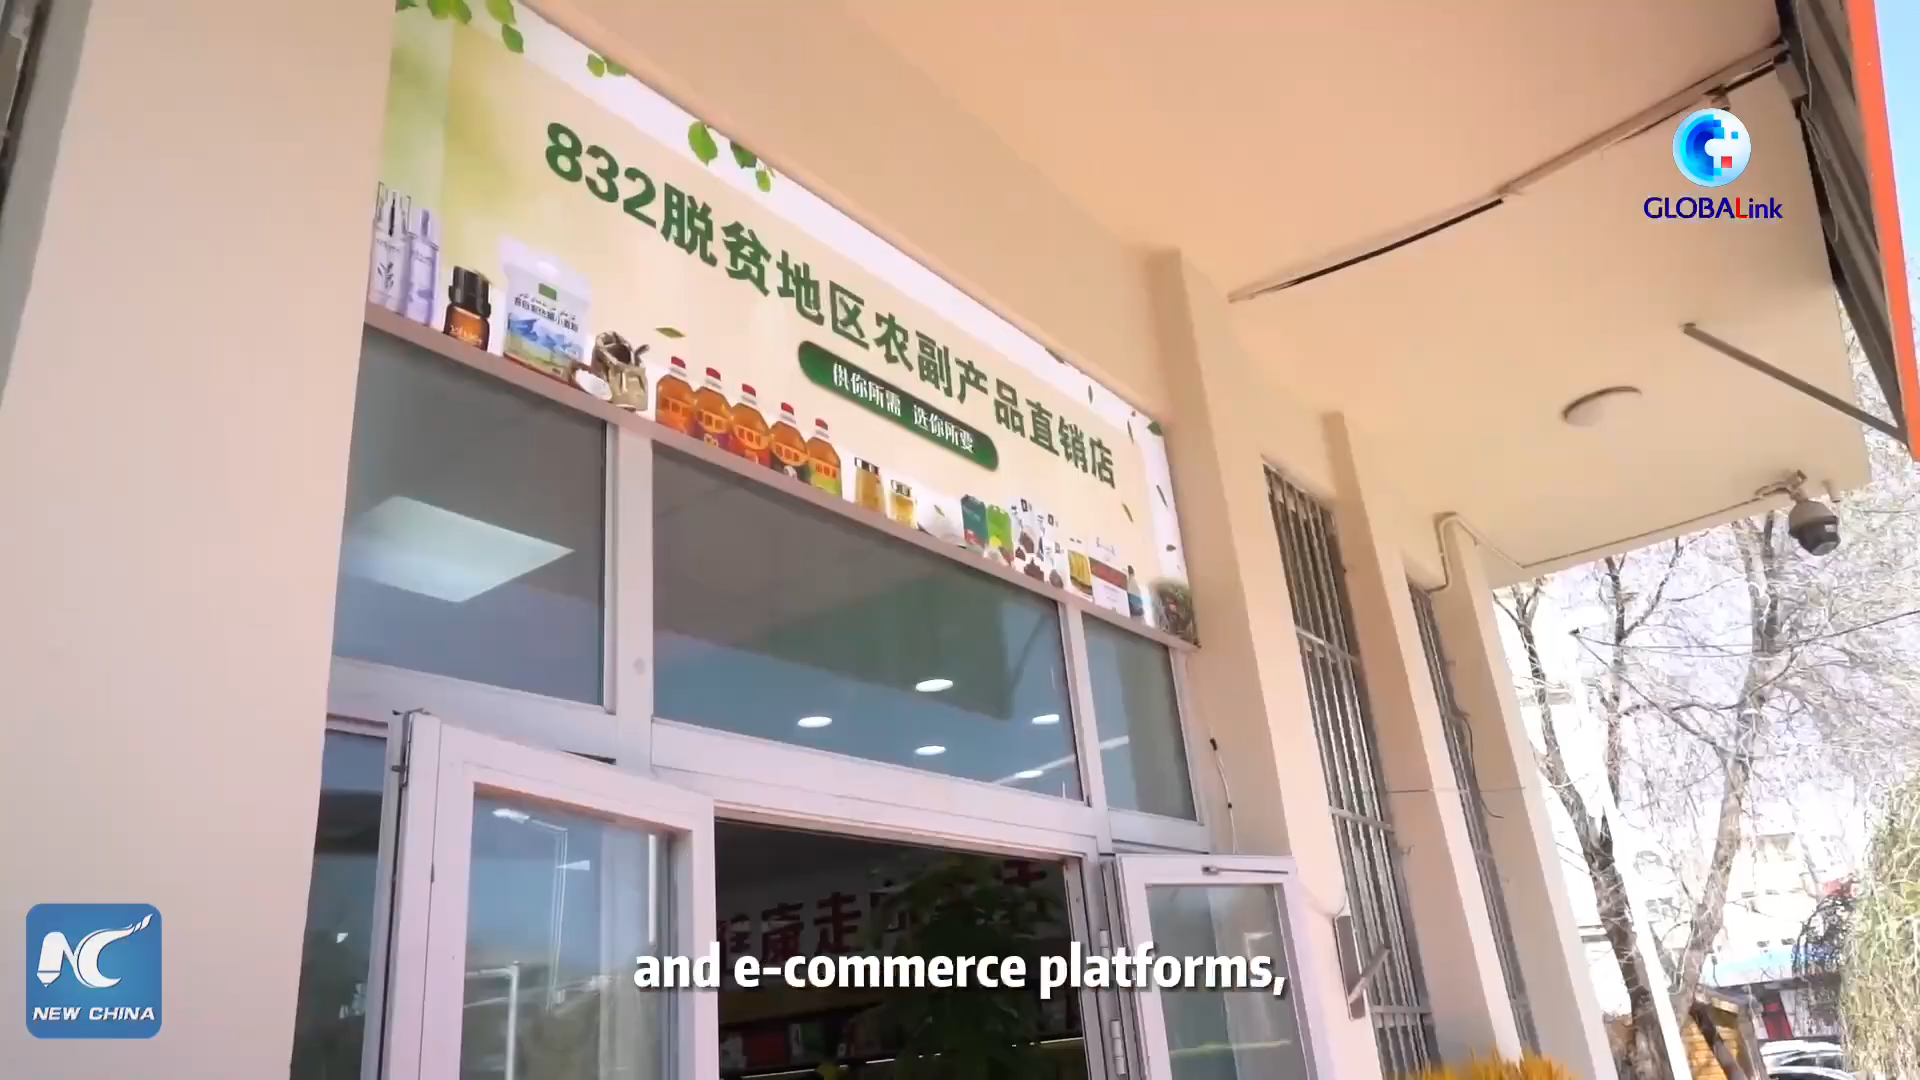 832脱贫地区农副产品直销店
供你所需 选你所要
GLOBALink
and e-commerce platforms,
NEW CHINA